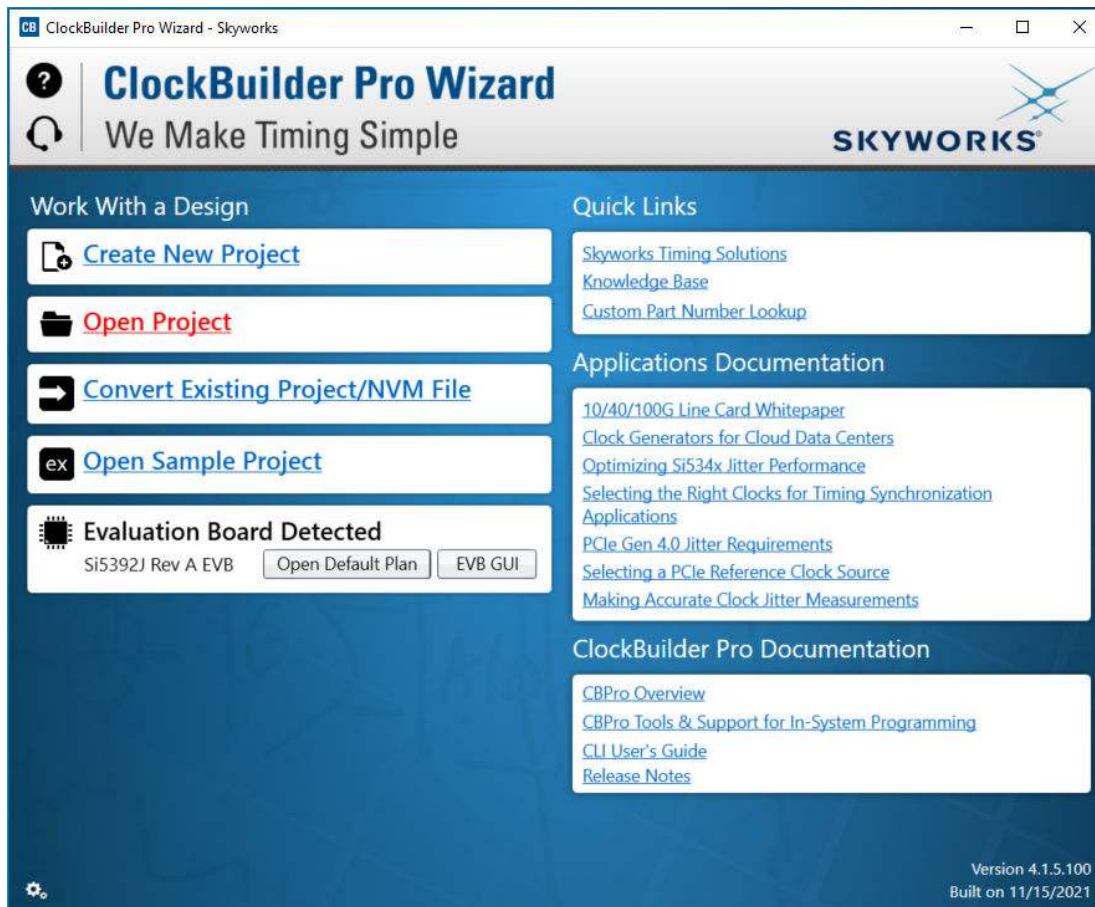 CB ClockBuilder Pro Wizard - Skyworks
?
ClockBuilder Pro Wizard
We Make Timing Simple
SKYWORKS®
Work With a Design
Create New Project
Open Project
Convert Existing Project/NVM File
ex Open Sample Project
Evaluation Board Detected
Si5392J Rev A EVB Open Default Plan EVB GUI
Quick Links
Skyworks Timing Solutions
Knowledge Base
Custom Part Number Lookup
Applications Documentation
10/40/100G Line Card Whitepaper
Clock Generators for Cloud Data Centers
Optimizing Si534x Jitter Performance
Selecting the Right Clocks for Timing Synchronization
Applications
PCIe Gen 4.0 Jitter Requirements
Selecting a PCIe Reference Clock Source
Making Accurate Clock Jitter Measurements
ClockBuilder Pro Documentation
CBPro Overview
CBPro Tools & Support for In-System Programming
CLI User's Guide
Release Notes
Version 4.1.5.100
Built on 11/15/2021